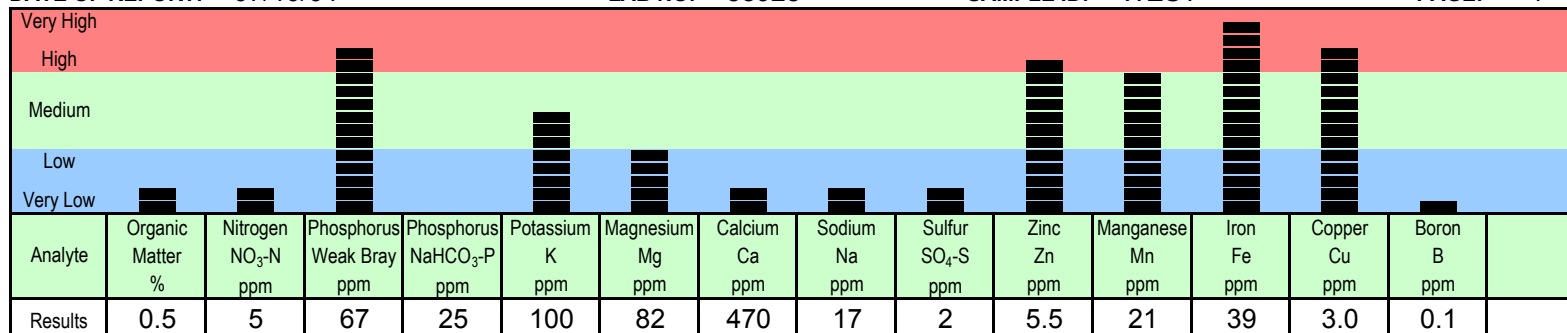 Very High
High
Medium
Low
Very Low
Analyte
Organic Matter %
Nitrogen NO₃-N ppm
Phosphorus Weak Bray ppm
Phosphorus NaHCO₃-P ppm
Potassium K ppm
Magnesium Mg ppm
Calcium Ca ppm
Sodium Na ppm
Sulfur SO₄-S ppm
Zinc Zn ppm
Manganese Mn ppm
Iron Fe ppm
Copper Cu ppm
Boron B ppm
Results 0.5 5 67 25 100 82 470 17 2 5.5 21 39 3.0 0.1